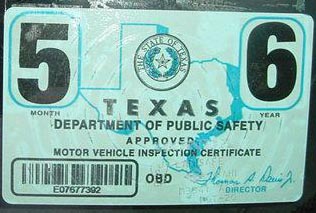 THE STATE OF TEXAS
5 6
MONTH YEAR
TEXAS
DEPARTMENT OF PUBLIC SAFETY
APPROVED
MOTOR VEHICLE INSPECTION CERTIFICATE
OBD
E07677392
DIRECTOR